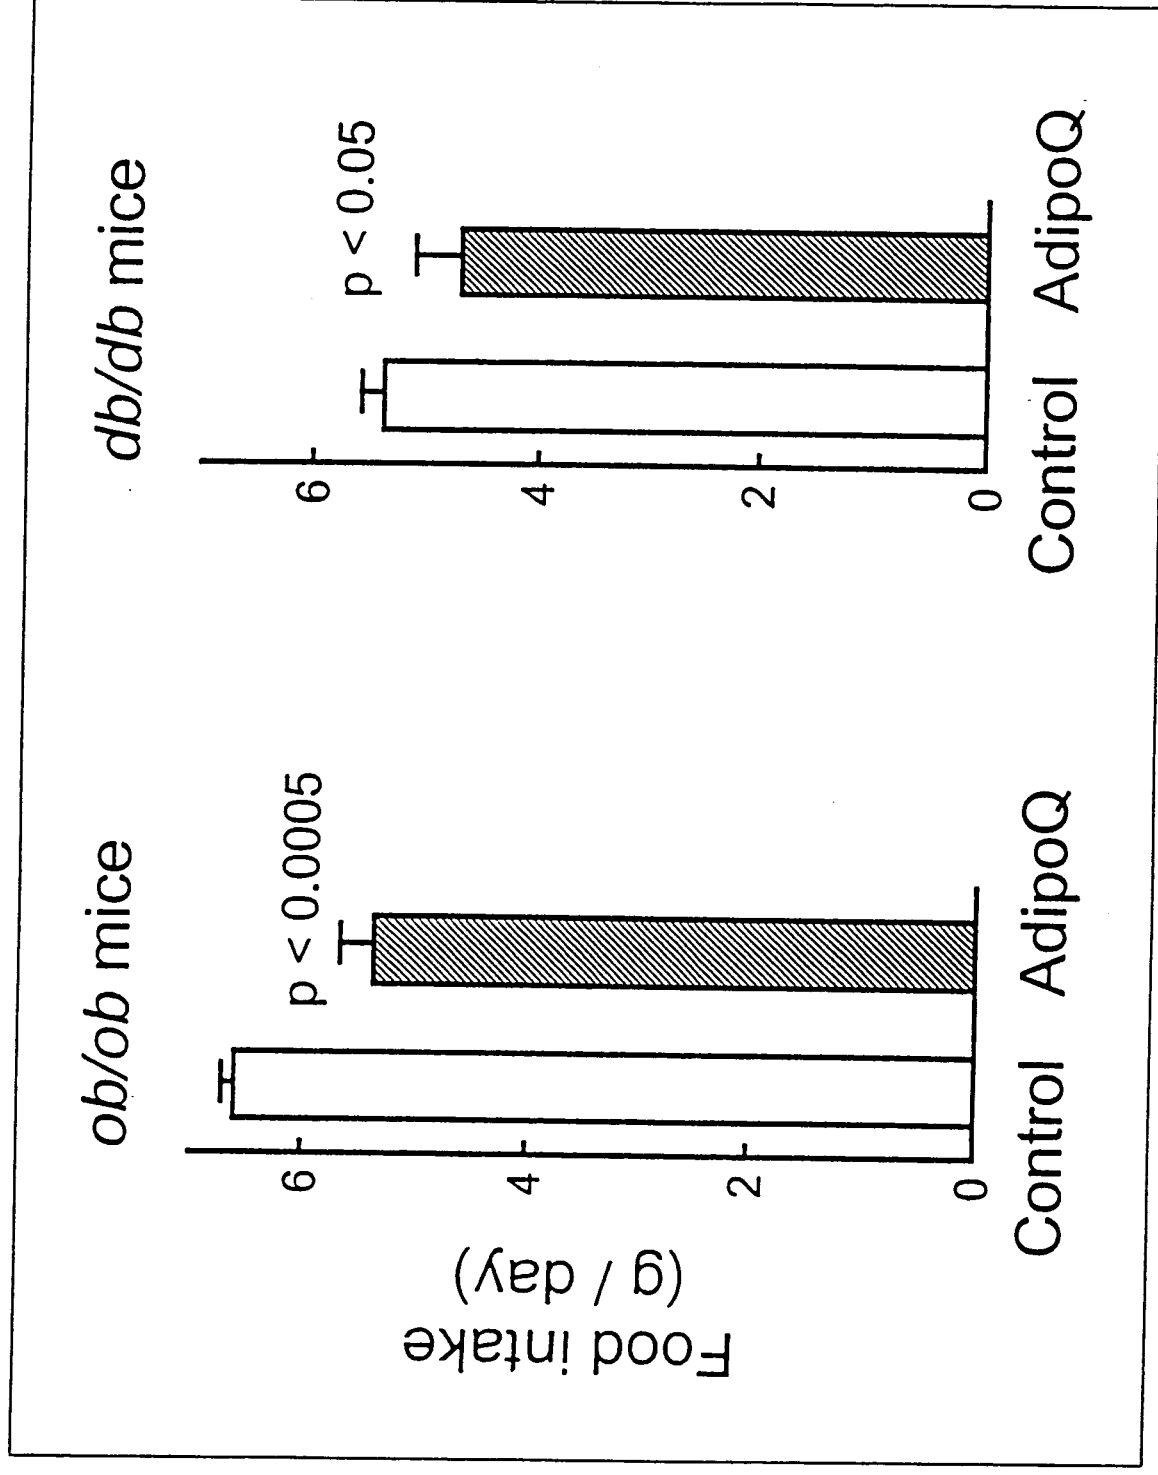 ob/ob mice
db/db mice
Food intake
(g / day)
6
4
2
0
p < 0.0005
Control
AdipoQ
6
4
2
0
p < 0.05
Control
AdipoQ